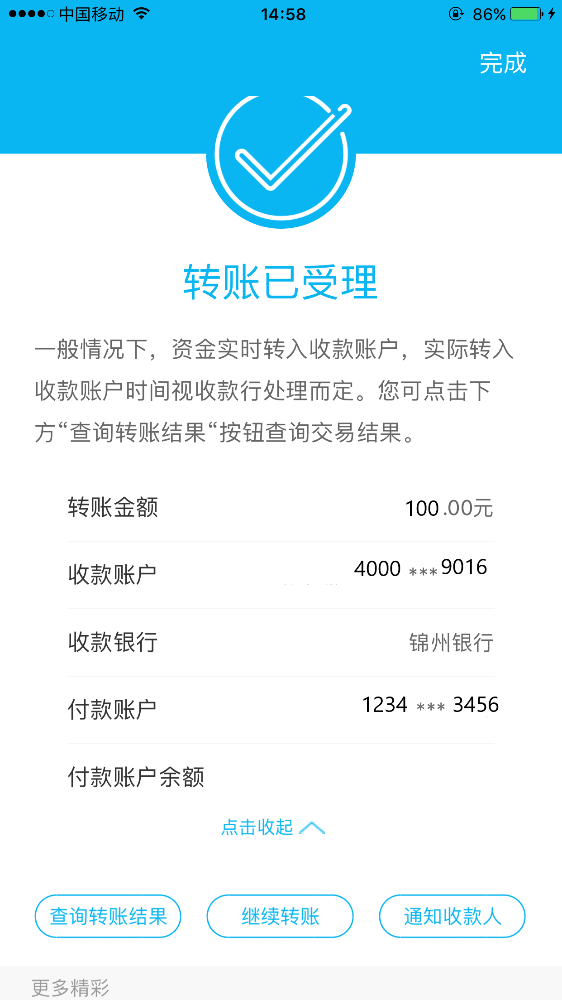 中国移动 14:58 86%
完成
转账已受理
一般情况下，资金实时转入收款账户，实际转入
收款账户时间视收款行处理而定。您可点击下
方“查询转账结果“按钮查询交易结果。
转账金额 100.00元
收款账户 4000 ***9016
收款银行 锦州银行
付款账户 1234 *** 3456
付款账户余额
点击收起
查询转账结果 继续转账 通知收款人
更多精彩